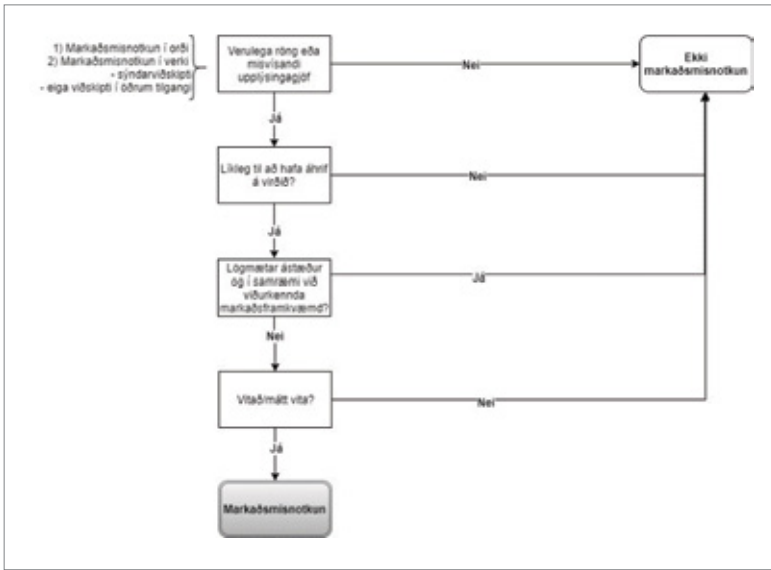 1) Markaðsmisnotkun í orði
2) Markaðsmisnotkun í verki
- sýndarviðskipti
- eiga viðskipti í öðrum tilgangi
Verulega röng eða
misvísandi
upplýsingagjöf
Nei
Ekki
markaðsmisnotkun
Já
Líkleg til að hafa áhrif
á virðið?
Nei
Já
Lögmætar ástæður
og í samræmi við
viðurkennda
markaðsframkvæmd?
Já
Nei
Vitað/mátt vita?
Nei
Já
Markaðsmisnotkun